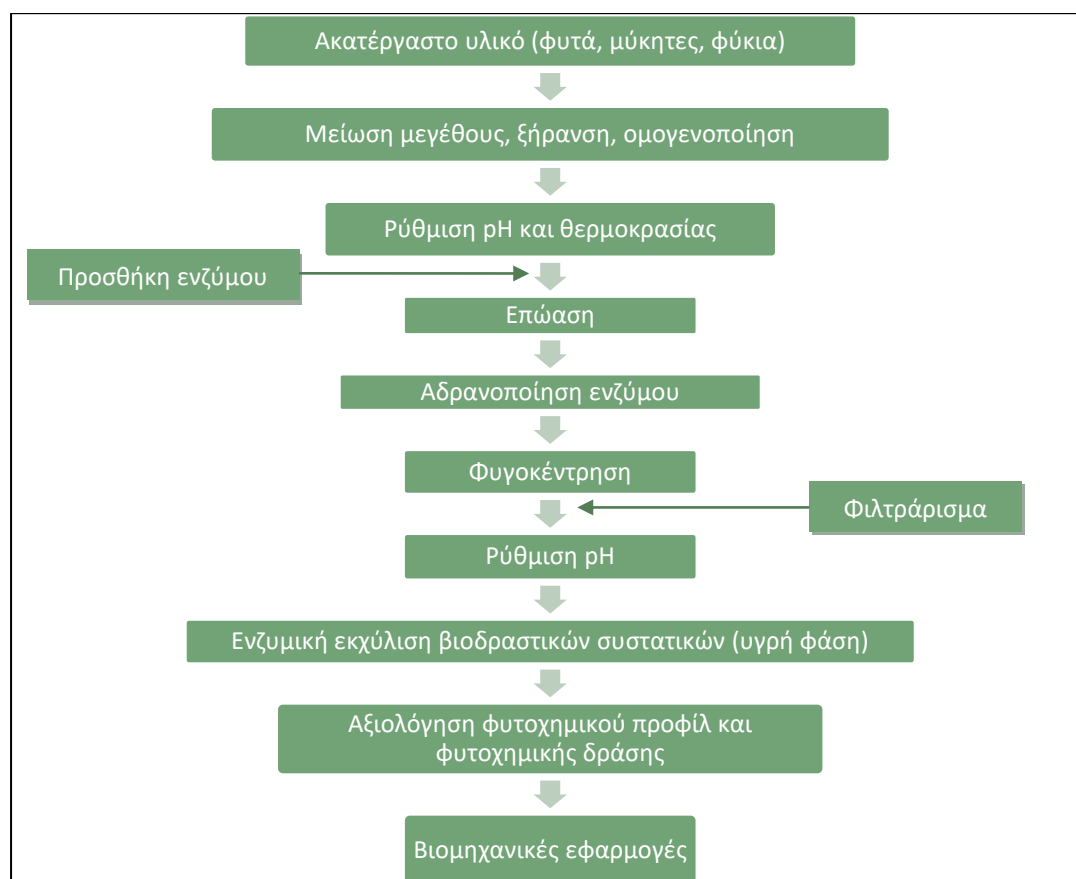 Ακατέργαστο υλικό (φυτά, μύκητες, φύκια)
Μείωση μεγέθους, ξήρανση, ομογενοποίηση
Ρύθμιση pH και θερμοκρασίας
Προσθήκη ενζύμου
Επώαση
Αδρανοποίηση ενζύμου
Φυγοκέντρηση
Φιλτράρισμα
Ρύθμιση pH
Ενζυμική εκχύλιση βιοδραστικών συστατικών (υγρή φάση)
Αξιολόγηση φυτοχημικού προφίλ και
φυτοχημικής δράσης
Βιομηχανικές εφαρμογές